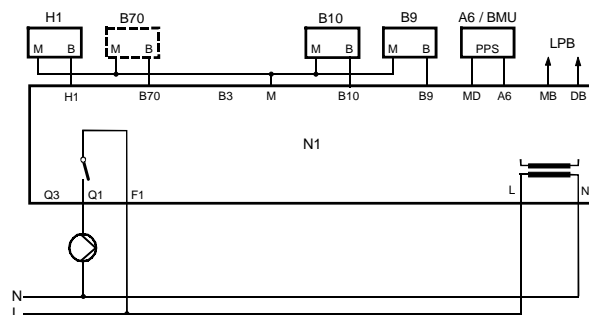 H1 B70 B10 B9 A6 / BMU LPB
M B M B M B M B PPS
H1 B70 B3 M B10 B9 MD A6 MB DB
N1
Q3 Q1 F1 L N
N
L